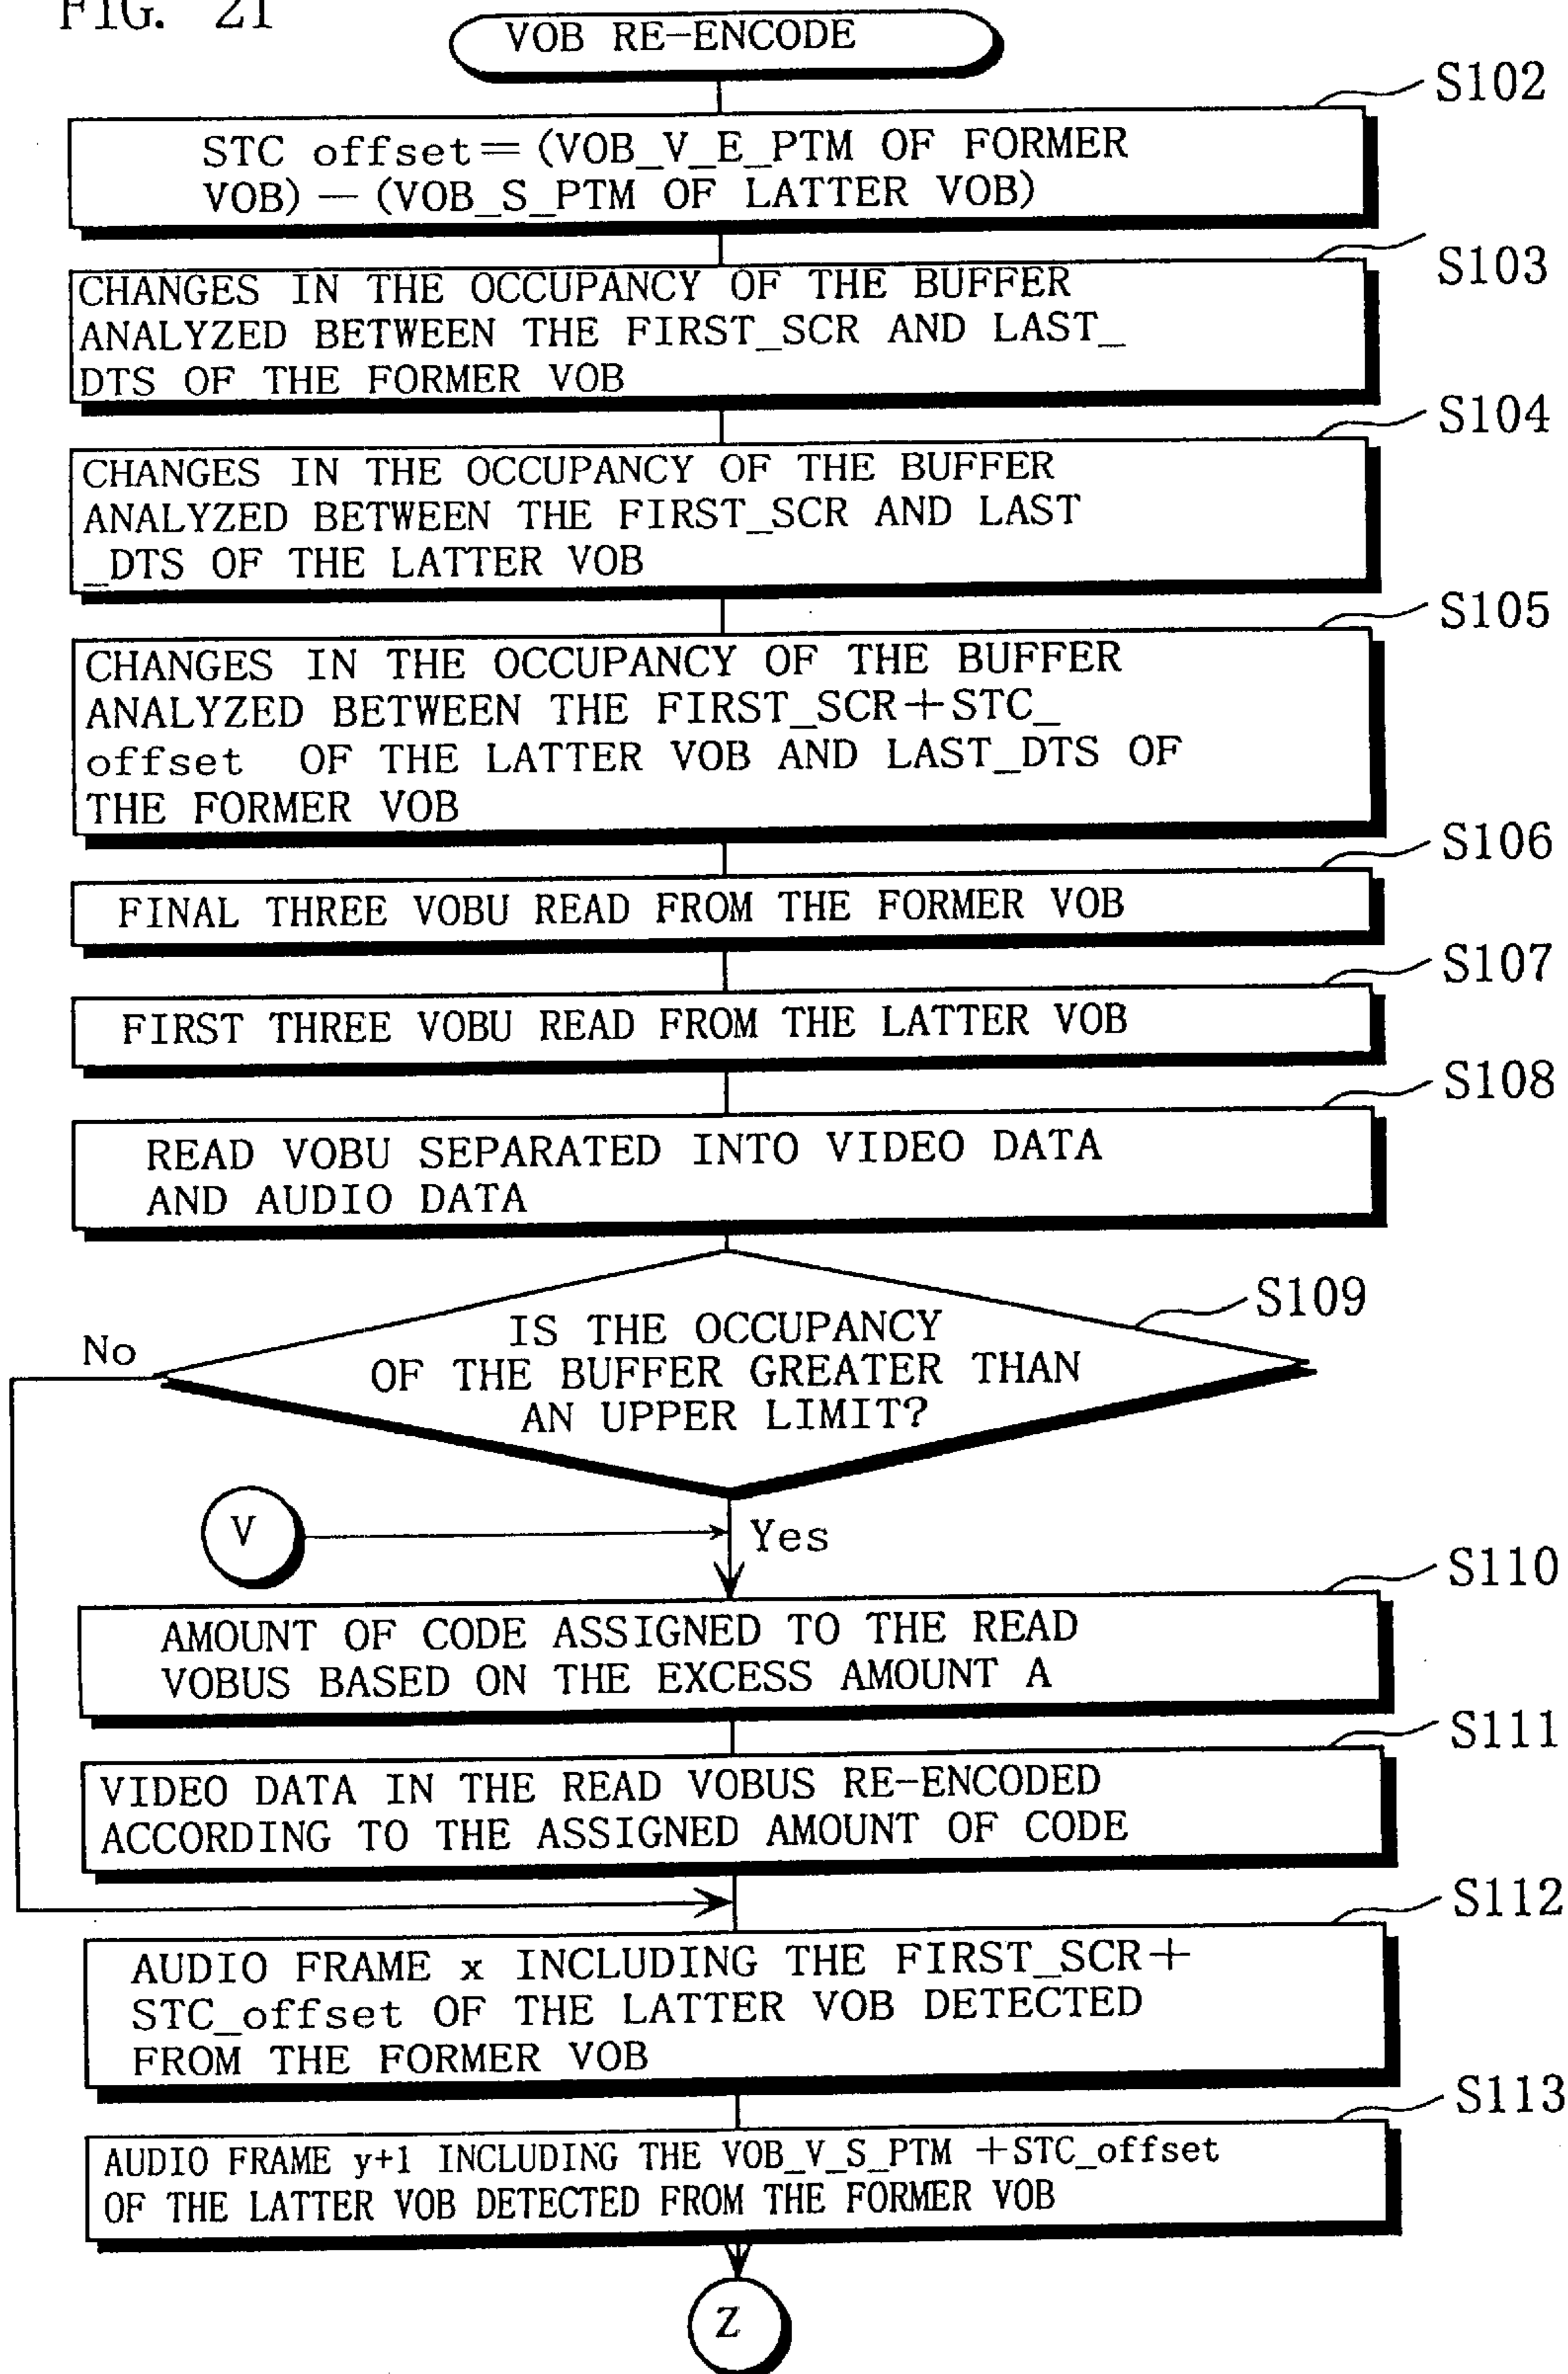 FIG. 21
VOB RE-ENCODE
S102
STC offset=(VOB_V_E_PTM OF FORMER
VOB)—(VOB_S_PTM OF LATTER VOB)
S103
CHANGES IN THE OCCUPANCY OF THE BUFFER
ANALYZED BETWEEN THE FIRST_SCR AND LAST_
DTS OF THE FORMER VOB
S104
CHANGES IN THE OCCUPANCY OF THE BUFFER
ANALYZED BETWEEN THE FIRST_SCR AND LAST
_DTS OF THE LATTER VOB
S105
CHANGES IN THE OCCUPANCY OF THE BUFFER
ANALYZED BETWEEN THE FIRST_SCR+STC_
offset OF THE LATTER VOB AND LAST_DTS OF
THE FORMER VOB
S106
FINAL THREE VOBU READ FROM THE FORMER VOB
S107
FIRST THREE VOBU READ FROM THE LATTER VOB
S108
READ VOBU SEPARATED INTO VIDEO DATA
AND AUDIO DATA
S109
IS THE OCCUPANCY
OF THE BUFFER GREATER THAN
AN UPPER LIMIT?
No
V
Yes
S110
AMOUNT OF CODE ASSIGNED TO THE READ
VOBUS BASED ON THE EXCESS AMOUNT A
S111
VIDEO DATA IN THE READ VOBUS RE-ENCODED
ACCORDING TO THE ASSIGNED AMOUNT OF CODE
S112
AUDIO FRAME x INCLUDING THE FIRST_SCR+
STC_offset OF THE LATTER VOB DETECTED
FROM THE FORMER VOB
S113
AUDIO FRAME y+1 INCLUDING THE VOB_V_S_PTM +STC_offset
OF THE LATTER VOB DETECTED FROM THE FORMER VOB
Z